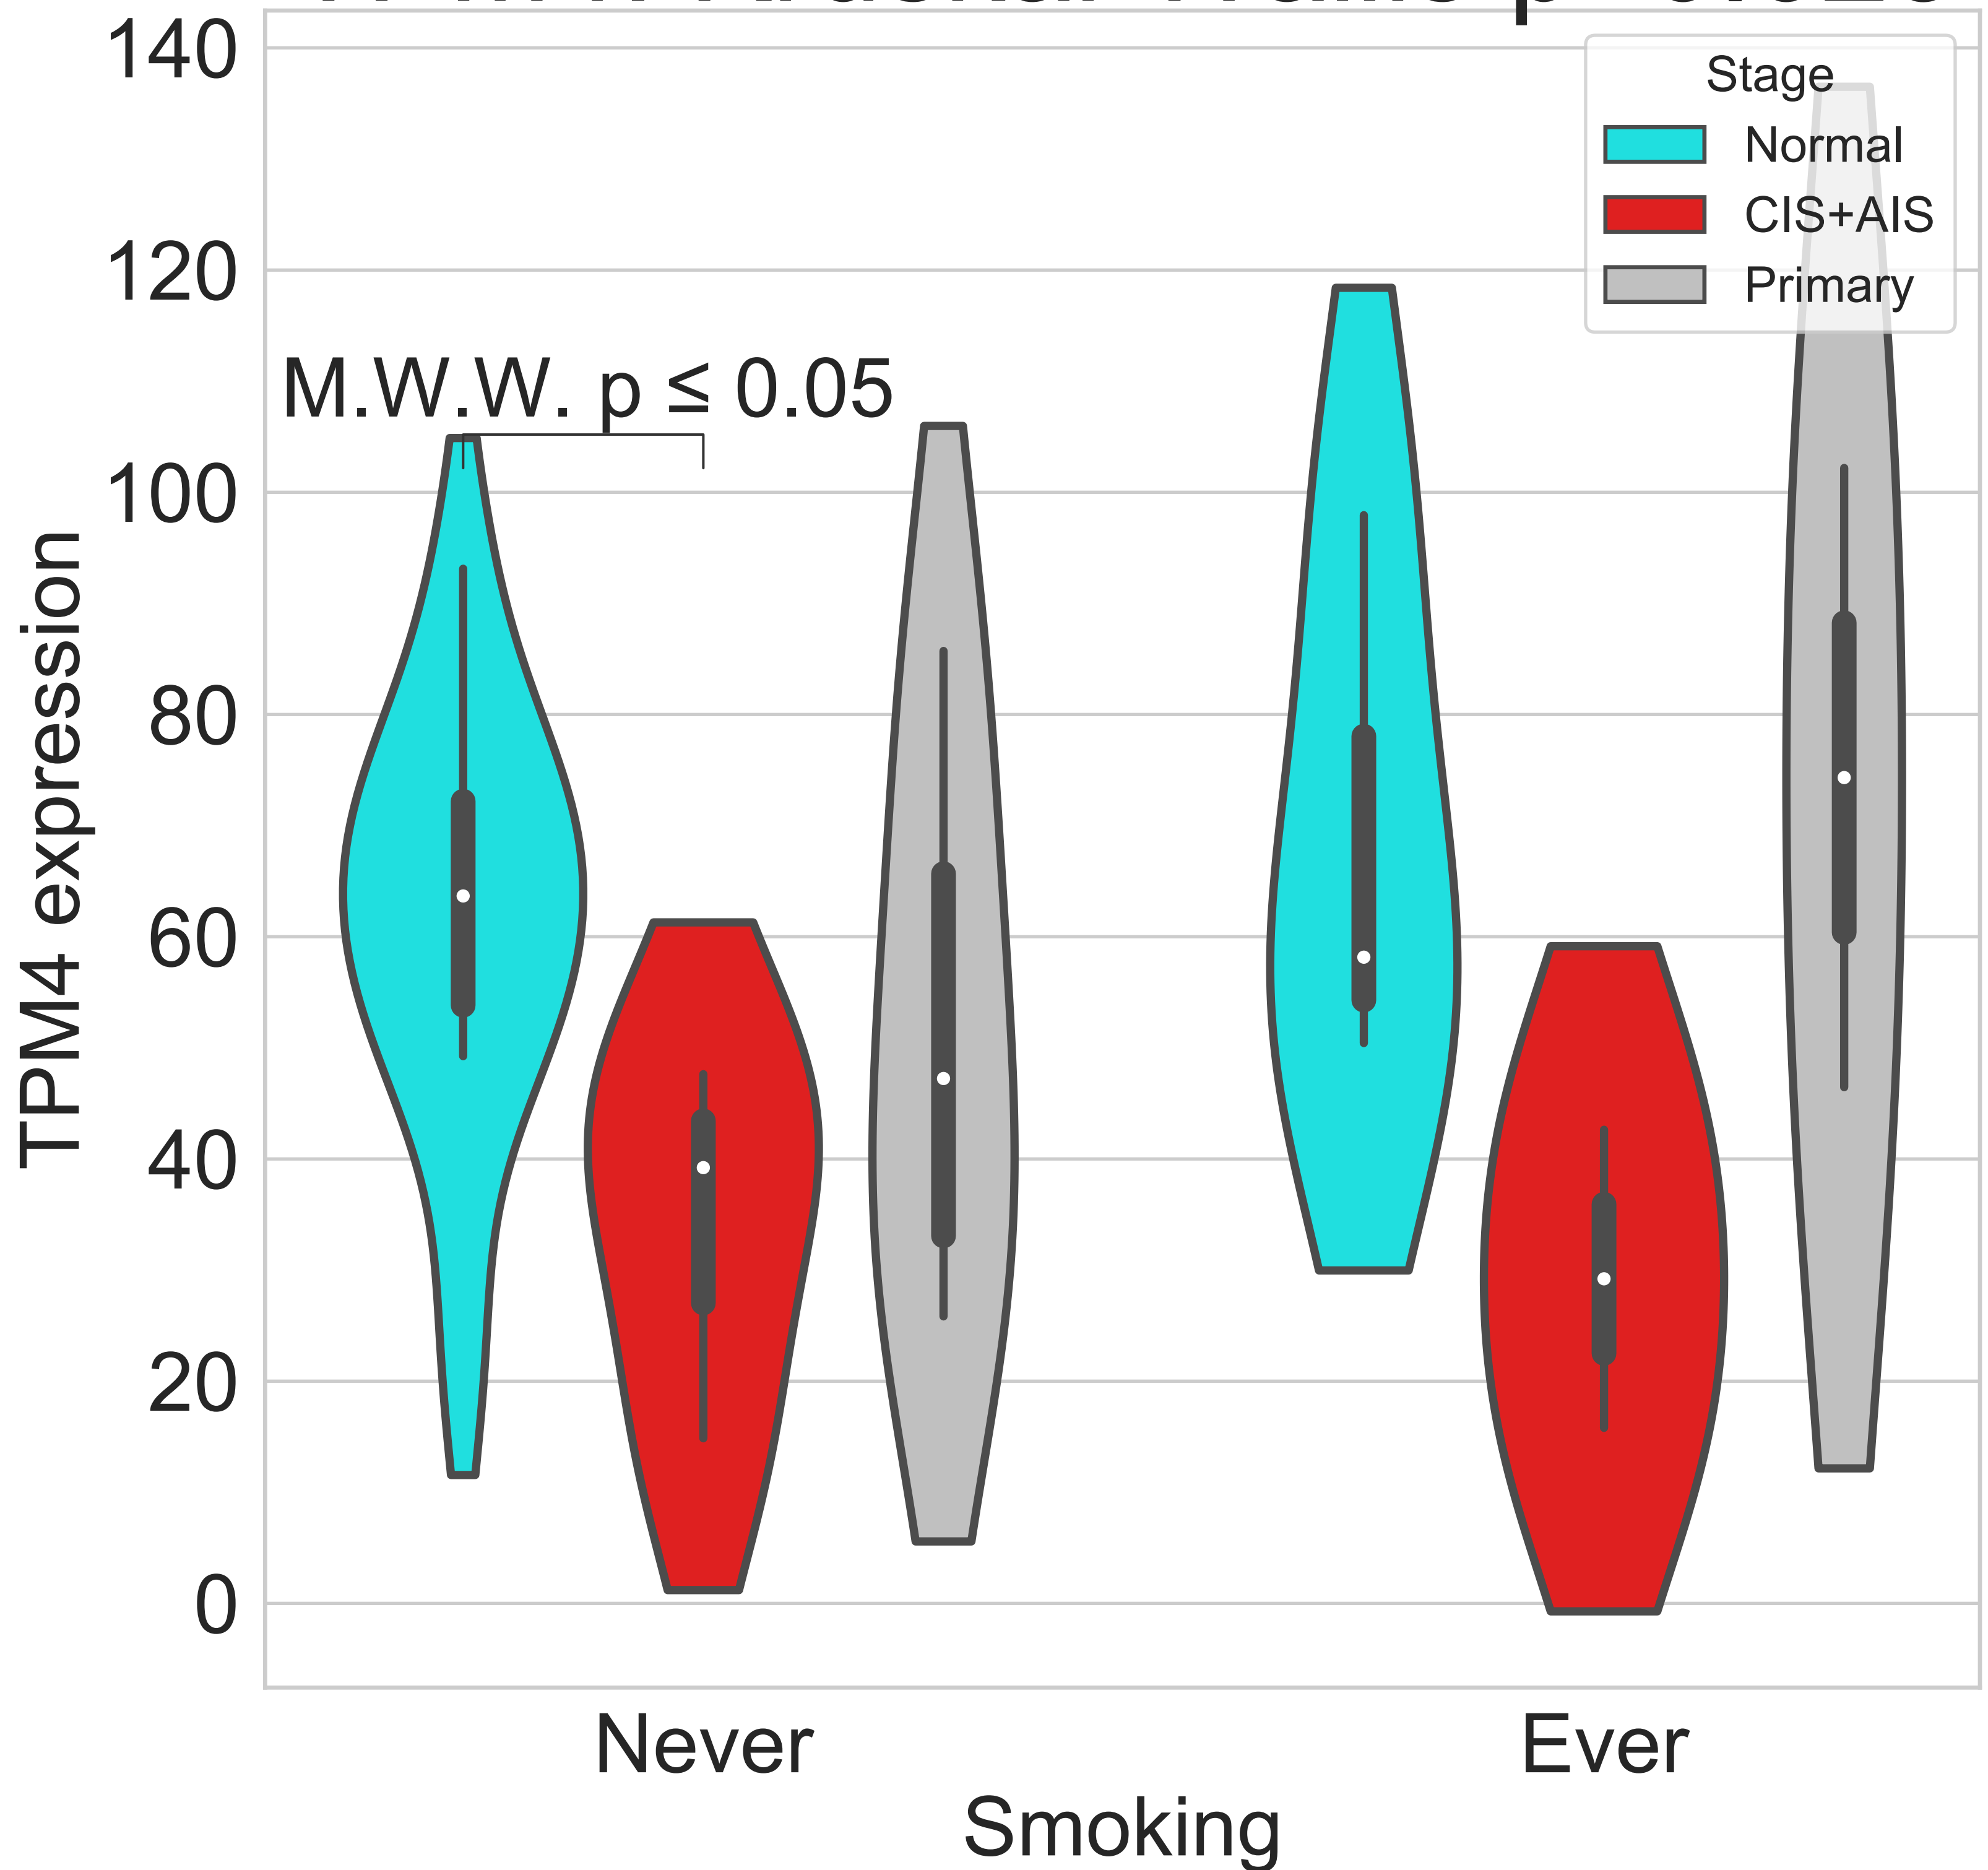 140
120
100
80
60
40
20
0
TPM4 expression
Stage
Normal
CIS+AIS
Primary
M.W.W. p ≤ 0.05
Never
Ever
Smoking